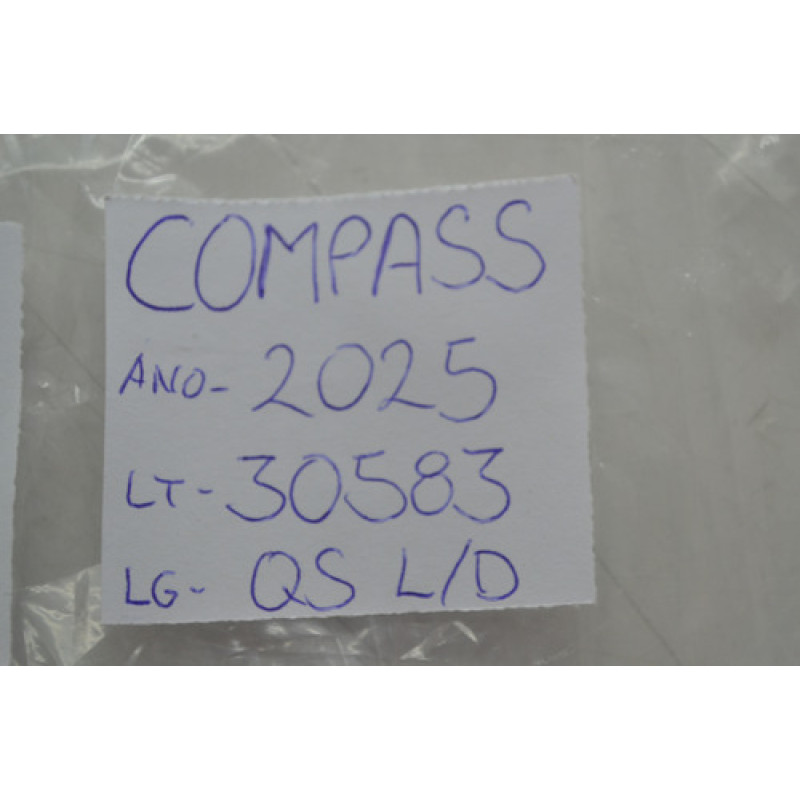 COMPASS
ANO- 2025
LT- 30583
LG- QS L/D